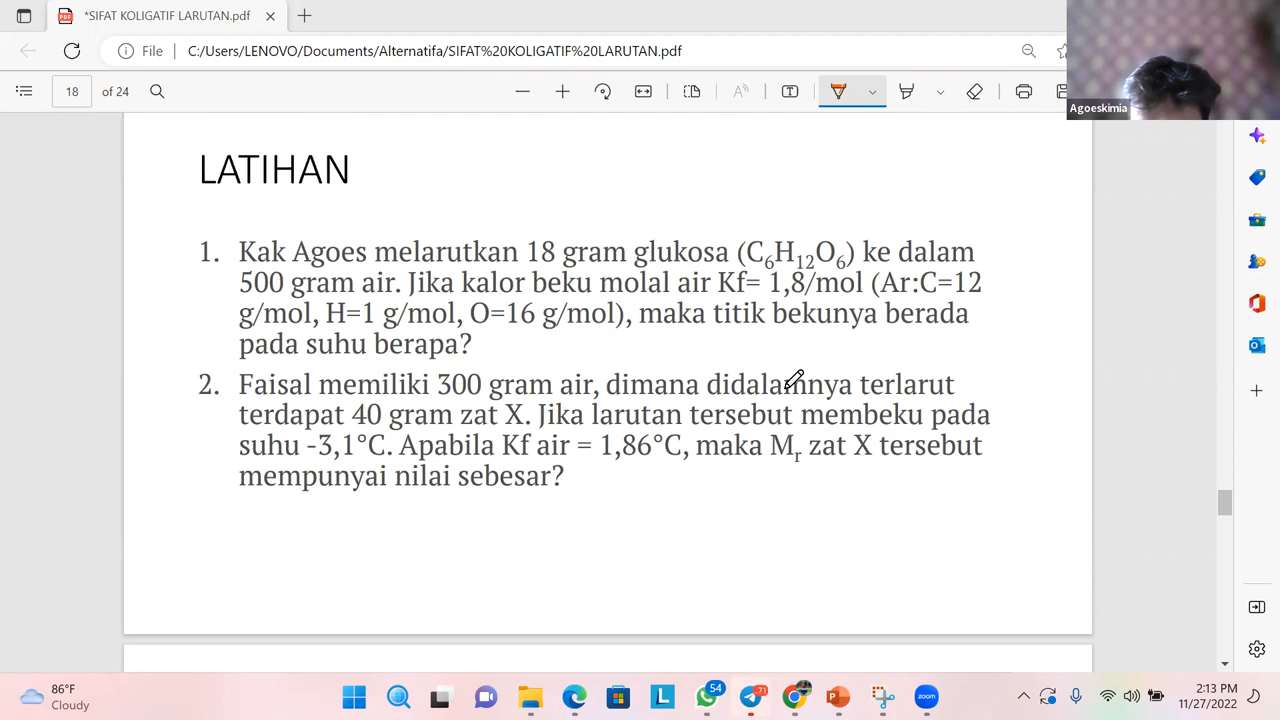 *SIFAT KOLIGATIF LARUTAN.pdf
File
C:/Users/LENOVO/Documents/Alternatifa/SIFAT%20KOLIGATIF%20LARUTAN.pdf
18 of 24
Agoeskimia
LATIHAN
1. Kak Agoes melarutkan 18 gram glukosa (C₆H₁₂O₆) ke dalam
500 gram air. Jika kalor beku molal air Kf= 1,8/mol (Ar:C=12
g/mol, H=1 g/mol, O=16 g/mol), maka titik bekunya berada
pada suhu berapa?
2. Faisal memiliki 300 gram air, dimana didalamnya terlarut
terdapat 40 gram zat X. Jika larutan tersebut membeku pada
suhu -3,1°C. Apabila Kf air = 1,86°C, maka Mᵣ zat X tersebut
mempunyai nilai sebesar?
86°F
Cloudy
54
71
zoom
2:13 PM
11/27/2022